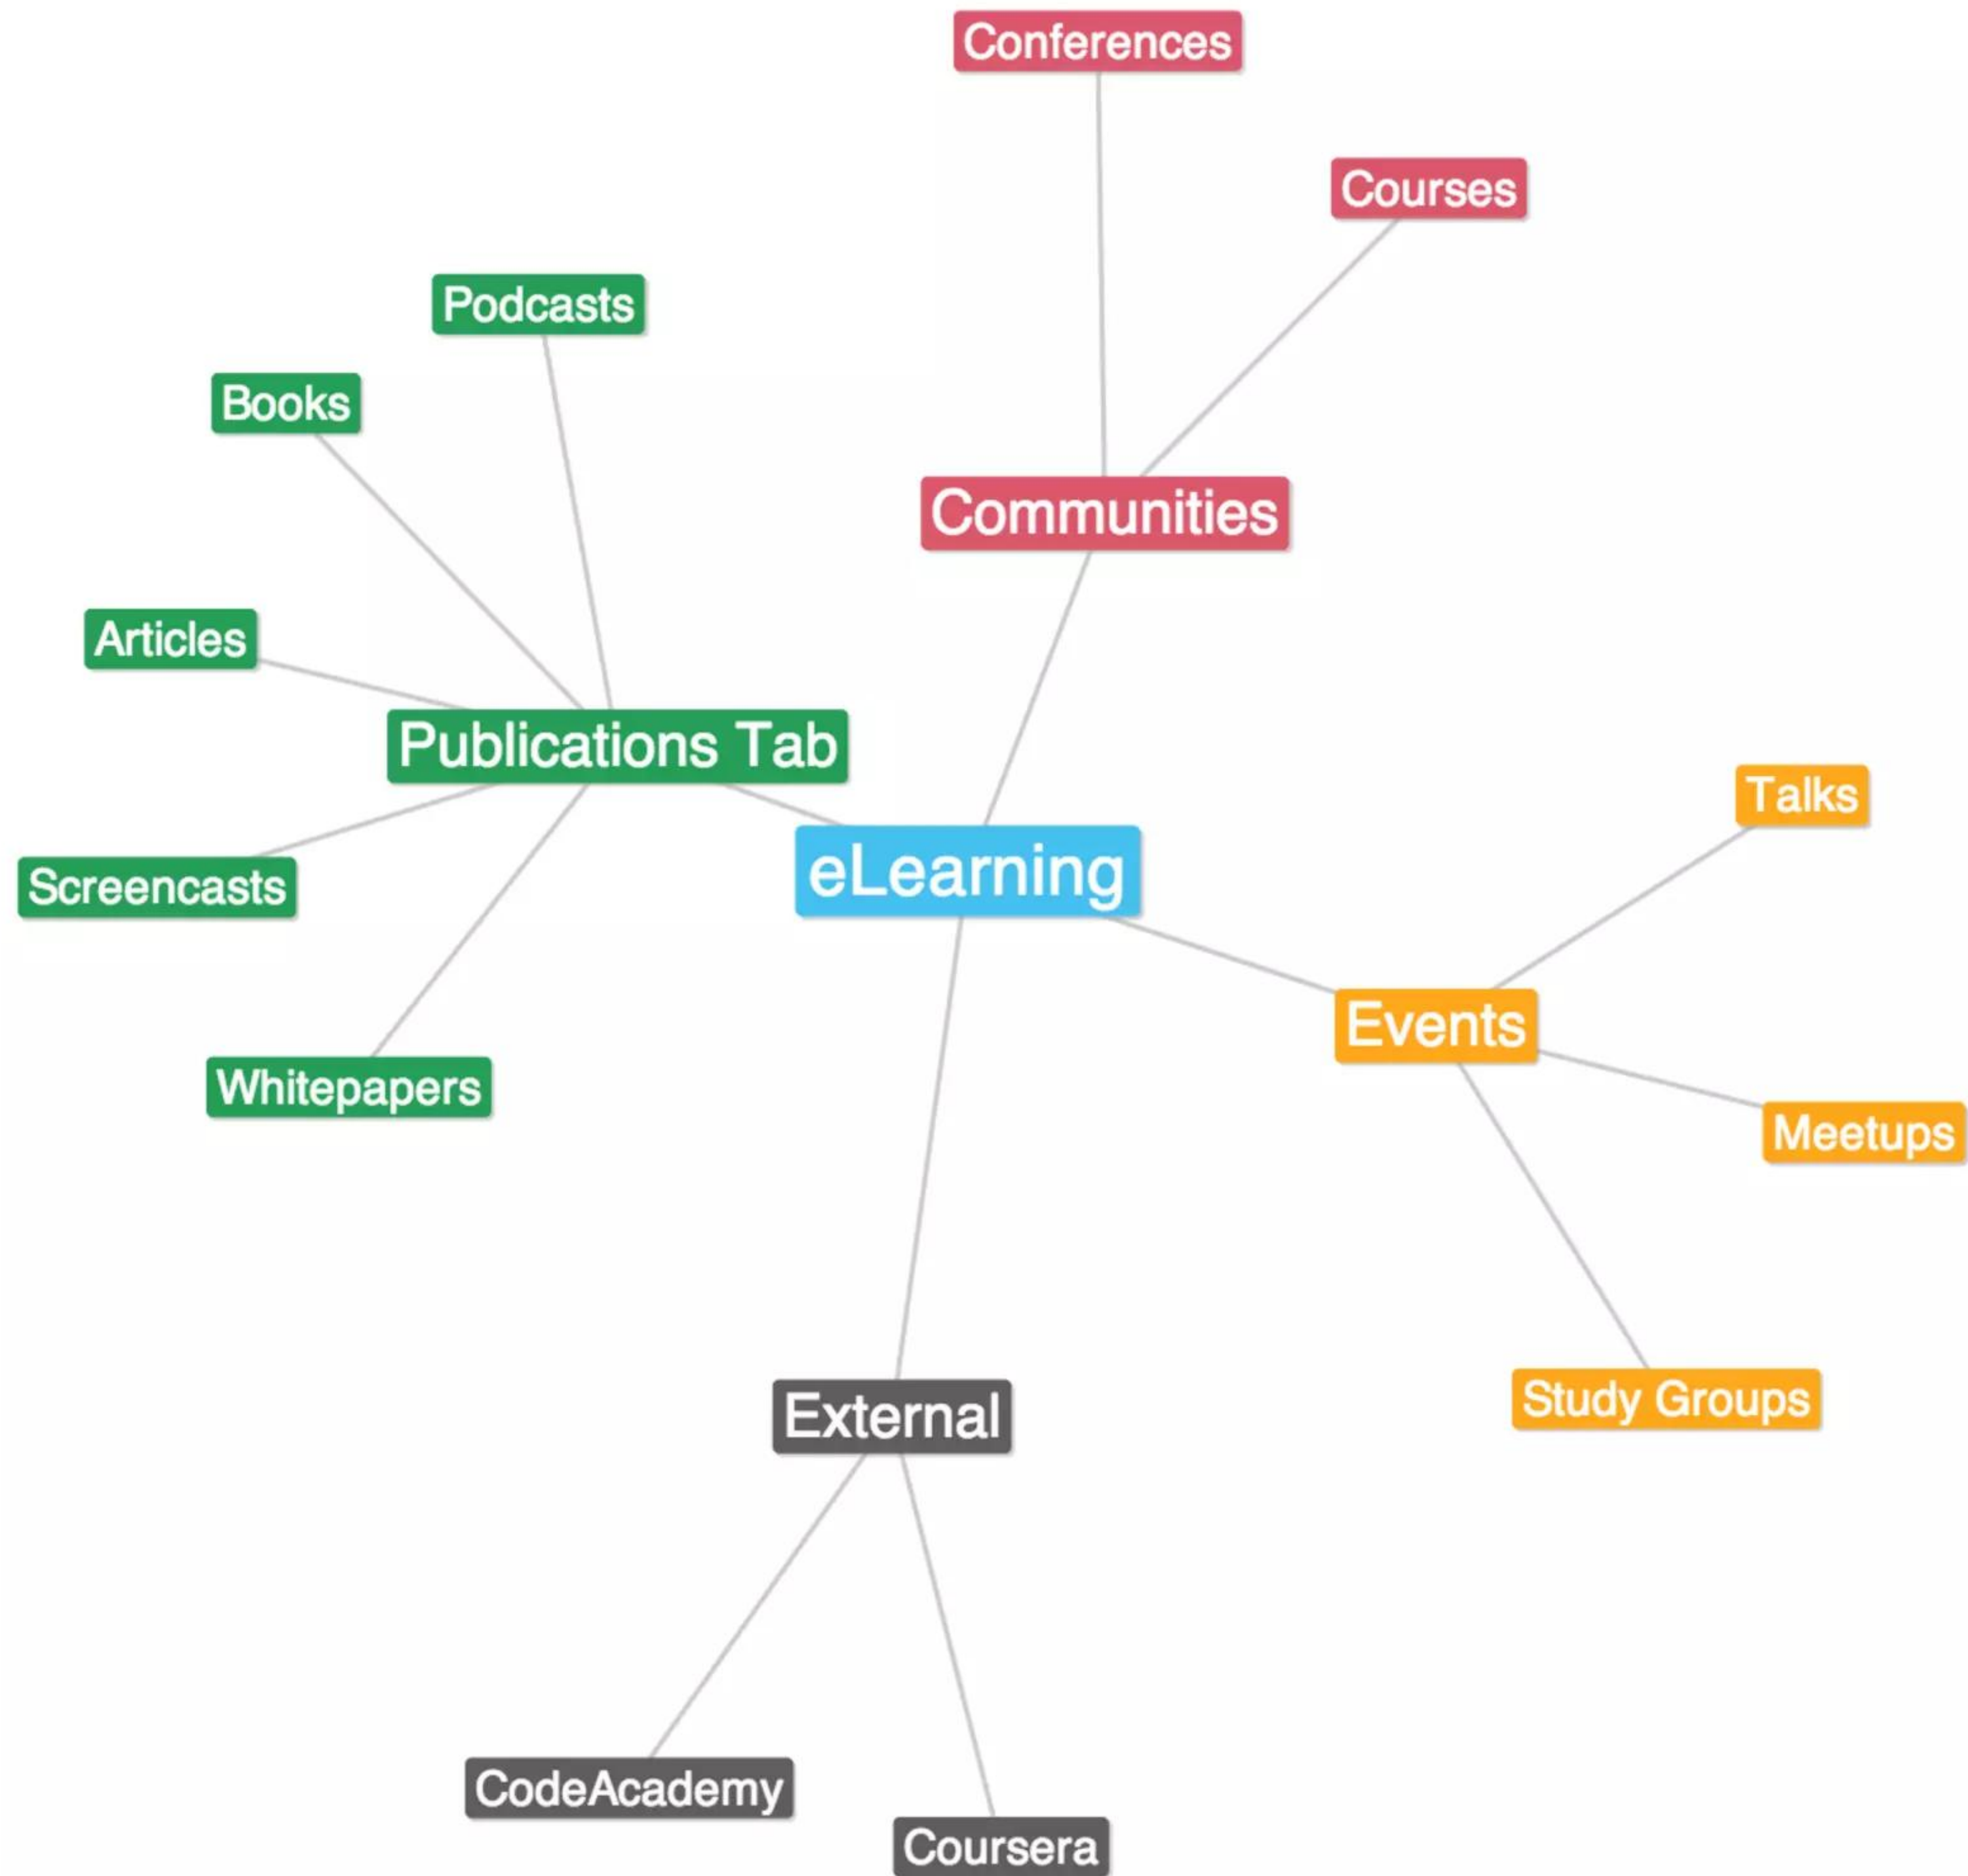 Conferences
Courses
Podcasts
Books
Communities
Articles
Publications Tab
Talks
eLearning
Screencasts
Events
Whitepapers
Meetups
Study Groups
External
CodeAcademy
Coursera